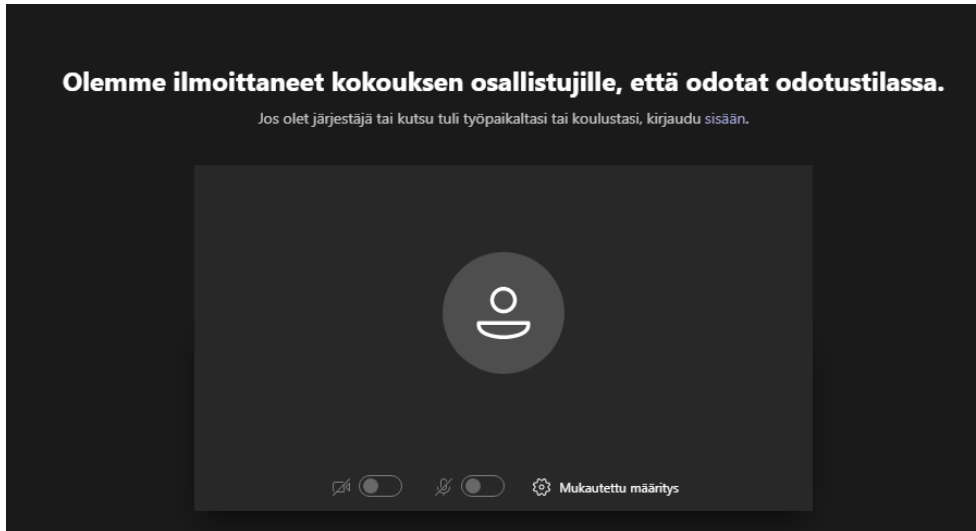 Olemme ilmoittaneet kokouksen osallistujille, että odotat odotustilassa.
Jos olet järjestäjä tai kutsu tuli työpaikaltasi tai koulustasi, kirjaudu sisään.
Mukautettu määritys